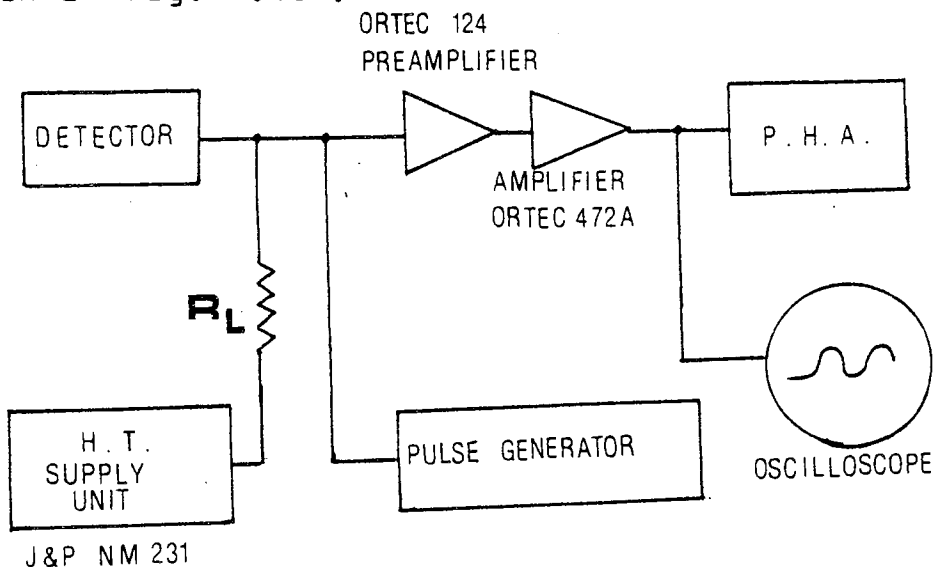 ORTEC 124
PREAMPLIFIER
DETECTOR
P.H.A.
AMPLIFIER
ORTEC 472A
RL
H.T.
SUPPLY
UNIT
PULSE GENERATOR
OSCILLOSCOPE
J&P NM 231